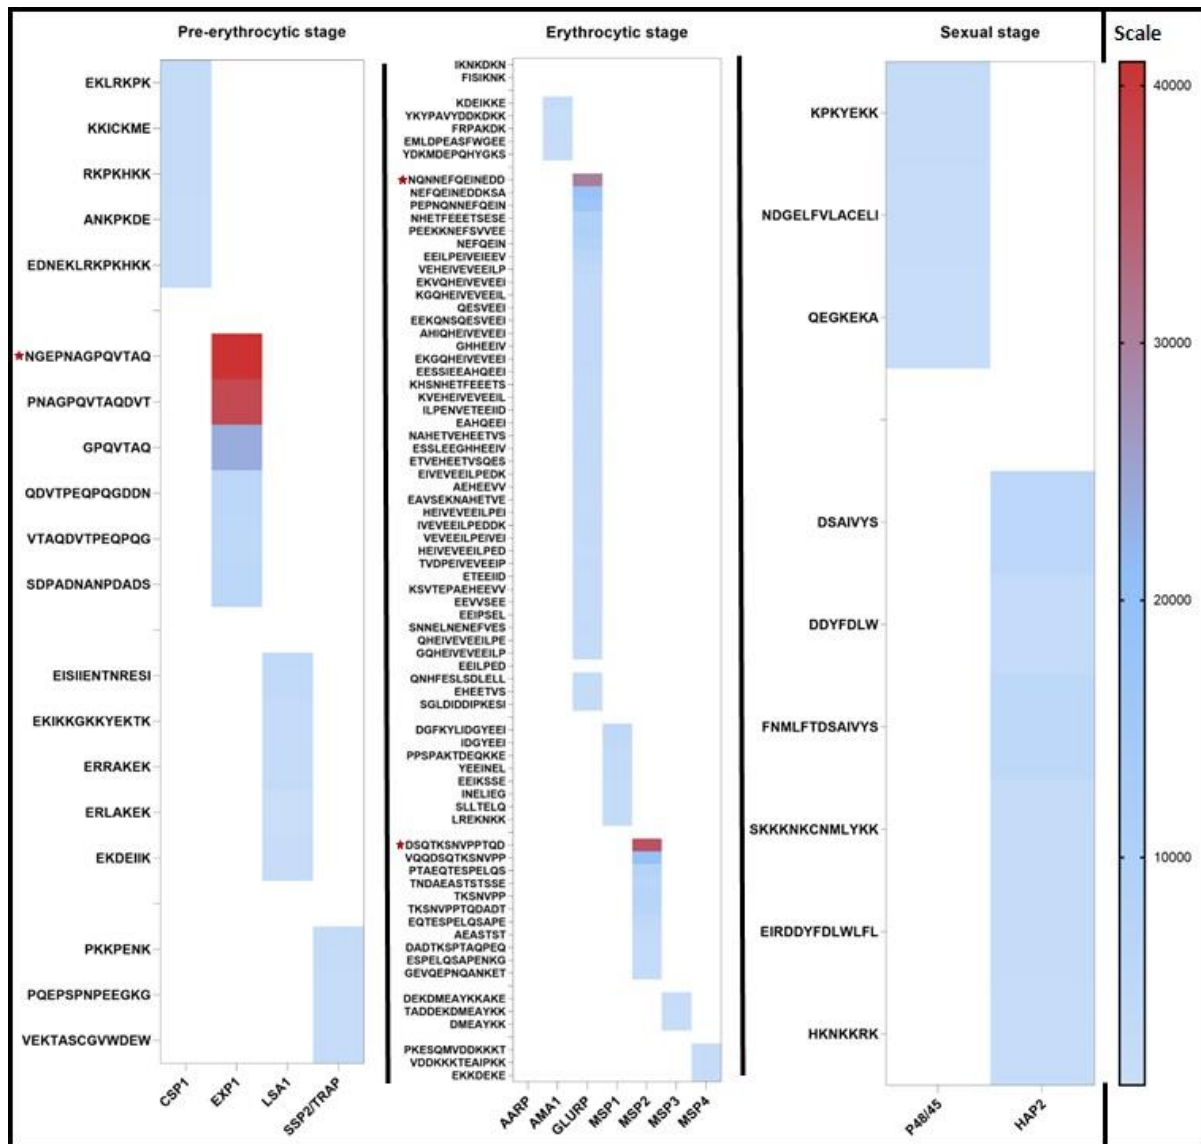 Pre-erythrocytic stage
EKLRKPK
KKICKME
RKPKHKK
ANKPKDE
EDNEKLRKPKHKK
NGEPNAGPQVTAQ
PNAGPQVTAQDVT
GPQVTAQ
QDVTPEQPQGDDN
VTAQDVTPEQPQG
SDPADNANPDADS
EISIIENTNRESI
EKIKKGKKYEKTK
ERRAKEK
ERLAKEK
EKDEIIK
PKKPENK
PQEPSPNPEEGKG
VEKTASCGVWDEW
CSP1
EXP1
LSA1
SSP2/TRAP
Erythrocytic stage
IKNKDKN
FISIKNK
KDEIKKE
YKYPAVYDDKDKK
FRPAKDK
EMLDPEASFWGEE
YDKMDEPQHYGKS
NQNNEFQEINEDD
NEFQEINEDDKSA
PEPNQNNEFQEIN
NHETFEEETSESE
PEEKKNEFSVVEE
NEFQEIN
EEILPEIVEIEEV
VEHEIVEVEEILP
EKVQHEIVEVEEI
KGQHEIVEVEEIL
QESVEEI
EEKQNSQESVEEI
AHIQHEIVEVEEI
GHHEEIV
EKGQHEIVEVEEI
EESSIEEAHQEEI
KHSNHETFEEETS
KVEHEIVEVEEIL
ILPENVETEEIID
EAHQEEI
NAHETVEHEETVS
ESSLEEGHHEEIV
ETVEHEETVSQES
EIVEVEEILPEDK
AEHEEVV
EAVSEKNAHETVE
HEIVEVEEILPEI
IVEVEEILPEDDK
VEVEEILPEIVEI
HEIVEVEEILPED
TVDPEIVEVEEIP
ETEEIID
KSVTEPAEHEEVV
EEVVSEE
EEIPSEL
SNNELNENEFVES
QHEIVEVEEILPE
GQHEIVEVEEILP
EEILPED
QNHFESLSDLELL
EHEETVS
SGLDIDDIPKESI
DGFKYLIDGYEEI
IDGYEEI
PPSPAKTDEQKKE
YEEINEL
EEIKSSE
INELIEG
SLLTELQ
LREKNKK
DSQTKSNVPPTQD
VQQDSQTKSNVPP
PTAEQTESPELQS
TNDAEASTSTSSE
TKSNVPP
TKSNVPPTQDADT
EQTESPELQSAPE
AEASTST
DADTKSPTAQPEQ
ESPELQSAPENKG
GEVQEPNQANKET
DEKDMEAYKKAKE
TADDEKDMEAYKK
DMEAYKK
PKESQMVDDKKKT
VDDKKKTEAIPKK
EKKDEKE
AARP
AMA1
GLURP
MSP1
MSP2
MSP3
MSP4
Sexual stage
KPKYEKK
NDGELFVLACELI
QEGKEKA
DSAIVYS
DDYFDLW
FNMLFTDSAIVYS
SKKKNKCNMLYKK
EIRDDYFDLWLFL
HKNKKRK
P48/45
HAP2
Scale
40000
30000
20000
10000